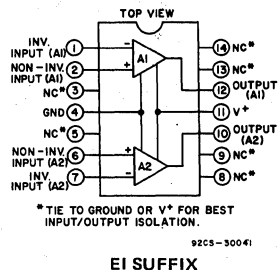 TOP VIEW
INV. INPUT (A1) 1
NON-INV. INPUT (A1) 2
NC* 3
GND 4
NC* 5
NON-INV. INPUT (A2) 6
INV. INPUT (A2) 7
- + A1
+ - A2
14 NC*
13 NC*
12 OUTPUT (A1)
11 V+
10 OUTPUT (A2)
9 NC*
8 NC*
* TIE TO GROUND OR V+ FOR BEST
INPUT/OUTPUT ISOLATION.
92CS-30041
EI SUFFIX